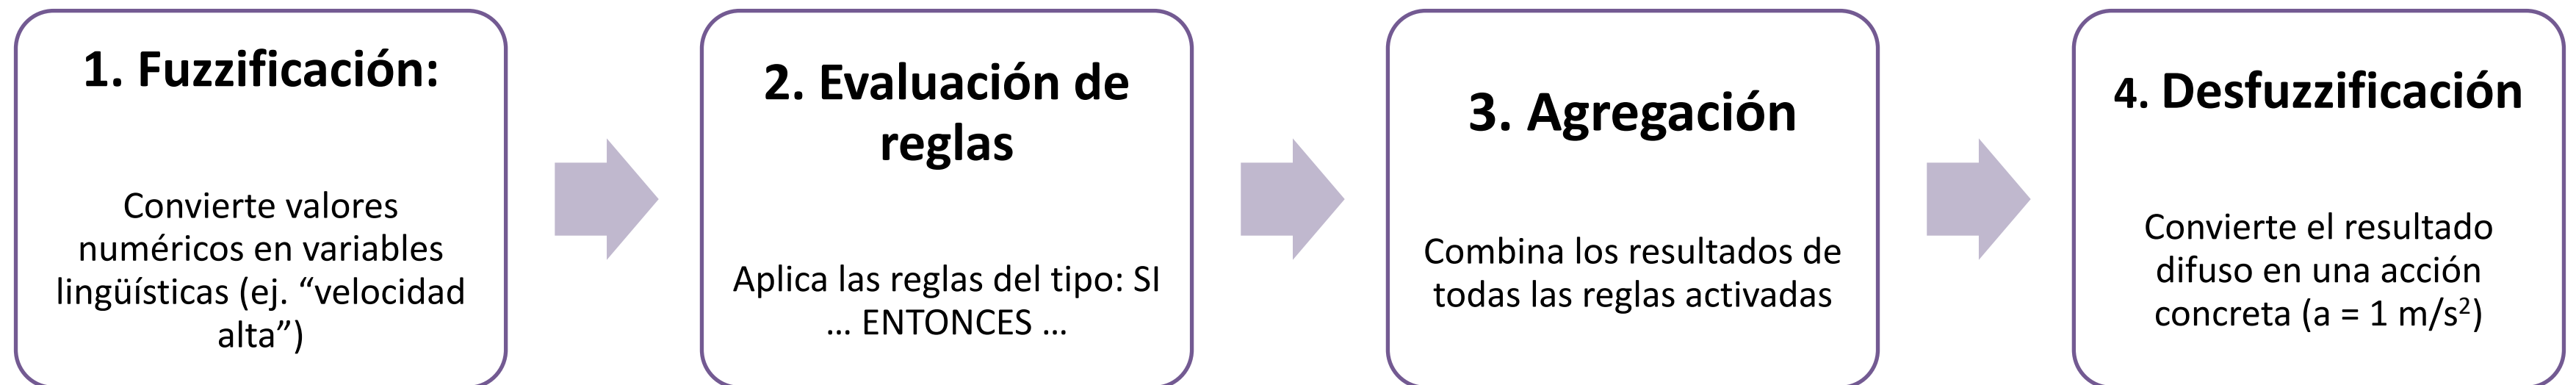 1. Fuzzificación:
Convierte valores
numéricos en variables
lingüísticas (ej. “velocidad
alta”)
2. Evaluación de
reglas
Aplica las reglas del tipo: SI
… ENTONCES …
3. Agregación
Combina los resultados de
todas las reglas activadas
4. Desfuzzificación
Convierte el resultado
difuso en una acción
concreta (a = 1 m/s²)